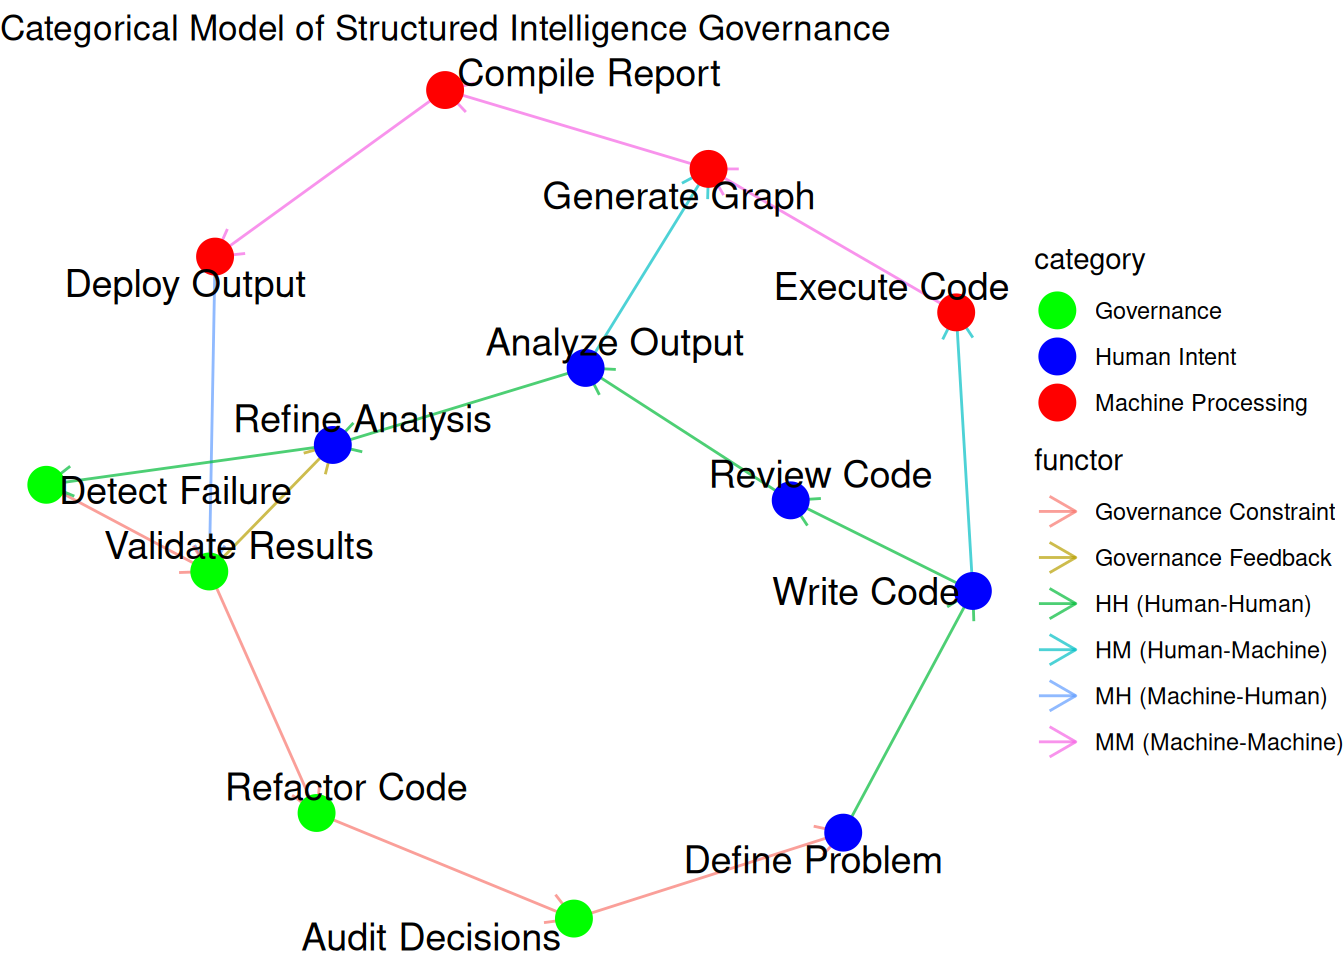 Categorical Model of Structured Intelligence Governance
Compile Report
Generate Graph
Deploy Output
Execute Code
Analyze Output
Refine Analysis
Detect Failure
Review Code
Validate Results
Write Code
Refactor Code
Define Problem
Audit Decisions
category
Governance
Human Intent
Machine Processing
functor
Governance Constraint
Governance Feedback
HH (Human-Human)
HM (Human-Machine)
MH (Machine-Human)
MM (Machine-Machine)